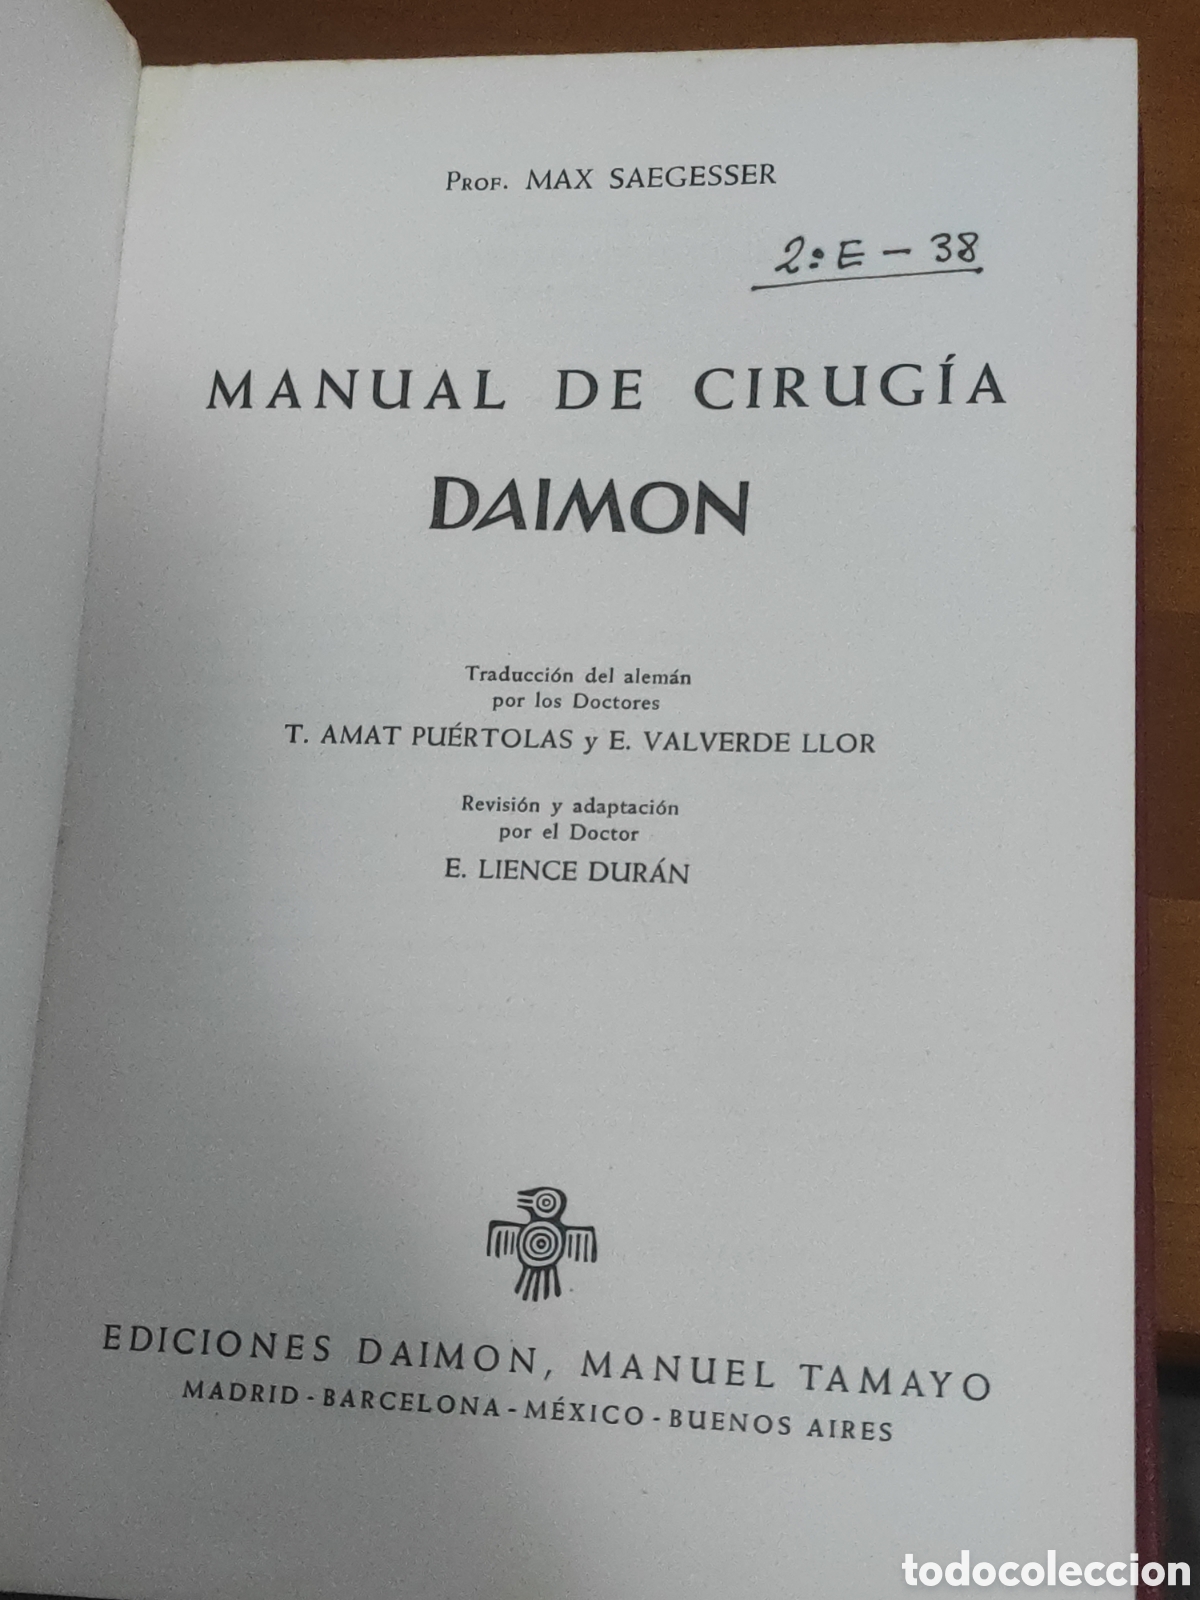 PROF. MAX SAEGESSER
2:E - 38
MANUAL DE CIRUGÍA
DAIMON
Traducción del alemán
por los Doctores
T. AMAT PUÉRTOLAS y E. VALVERDE LLOR
Revisión y adaptación
por el Doctor
E. LIENCE DURÁN
EDICIONES DAIMON, MANUEL TAMAYO
MADRID - BARCELONA - MÉXICO - BUENOS AIRES
todocoleccion